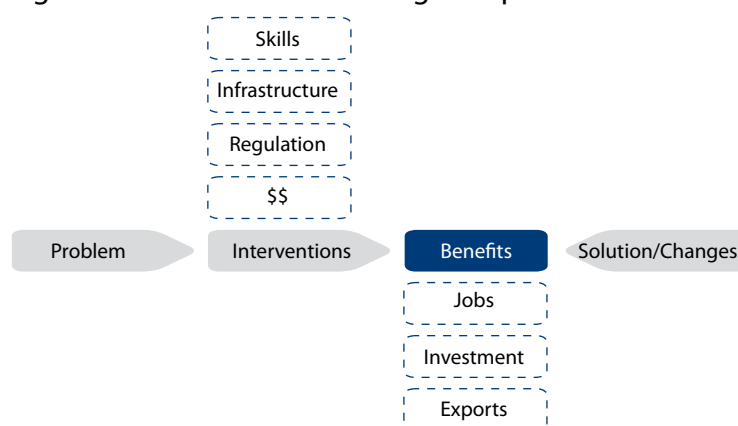 Skills
Infrastructure
Regulation
$$
Problem
Interventions
Benefits
Solution/Changes
Jobs
Investment
Exports